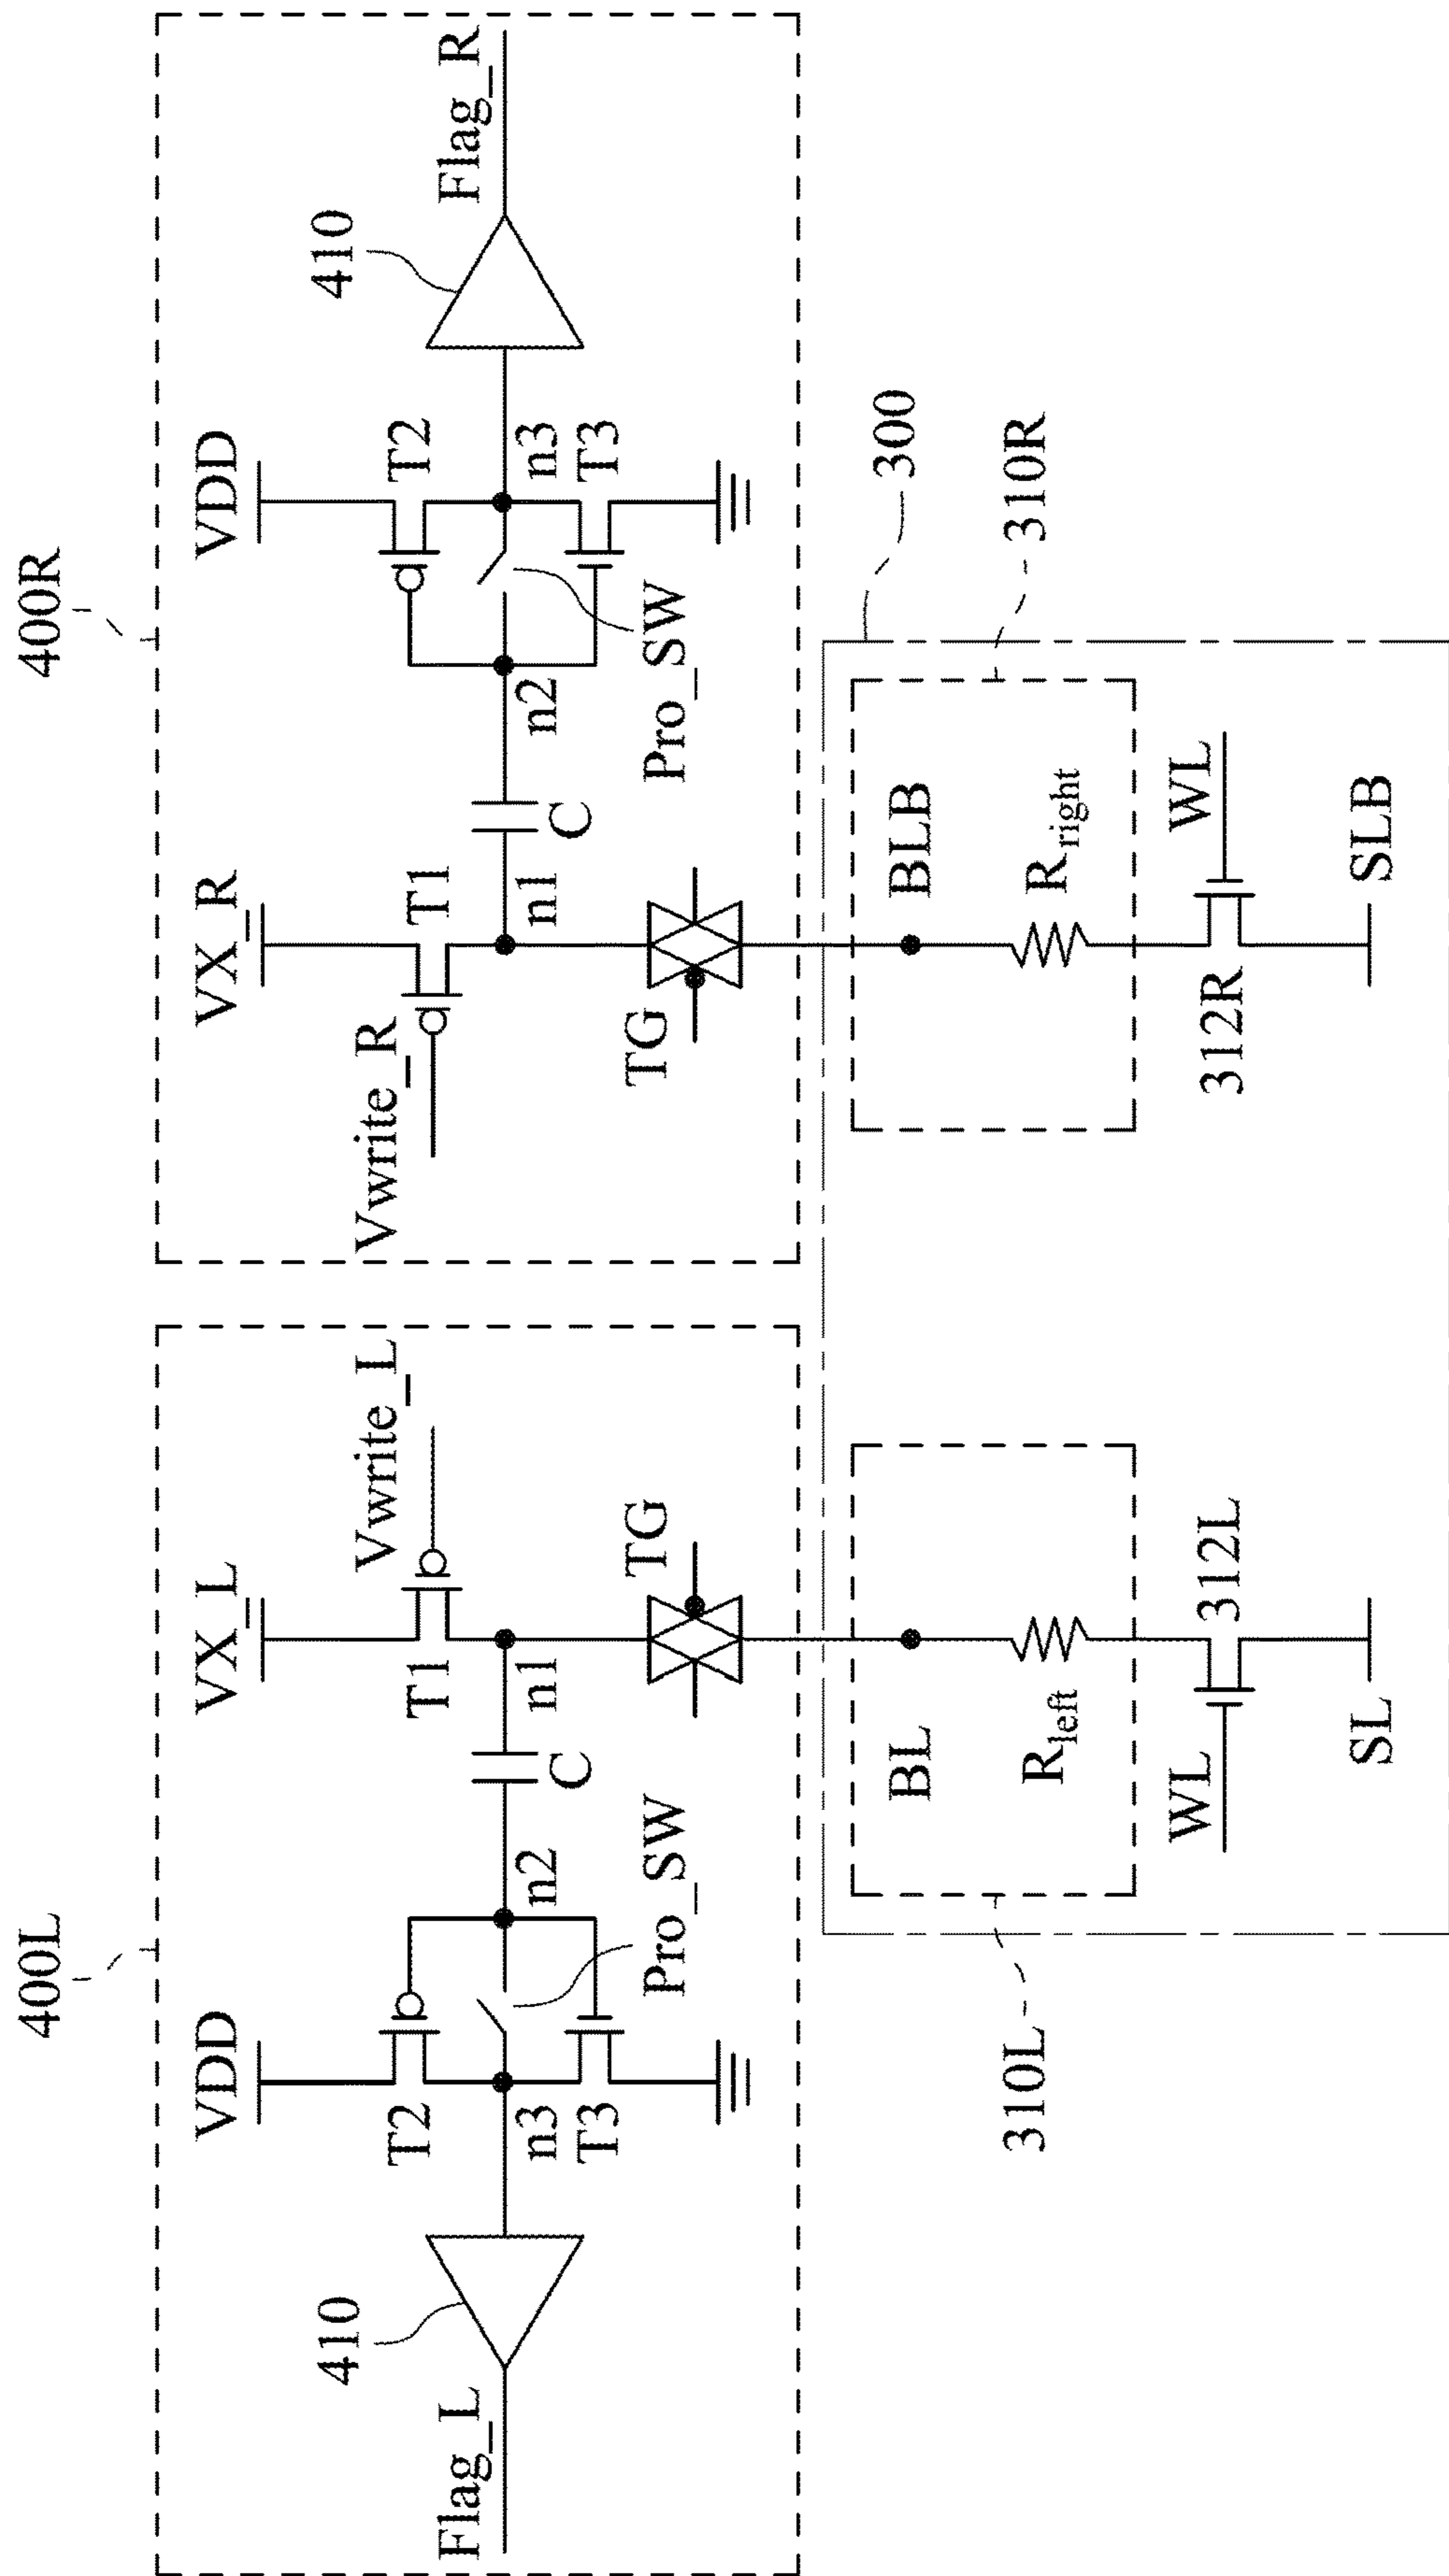 400L
400R
VDD
VX_L
VX_R
VDD
Vwrite_L
Vwrite_R
410
T2
T1
T1
T2
410
Flag_L
n3
n2
n1
n1
n2
n3
Flag_R
T3
C
C
T3
Pro_SW
TG
TG
Pro_SW
300
BL
BLB
310L
Rleft
Rright
310R
WL
312L
312R
WL
SL
SLB